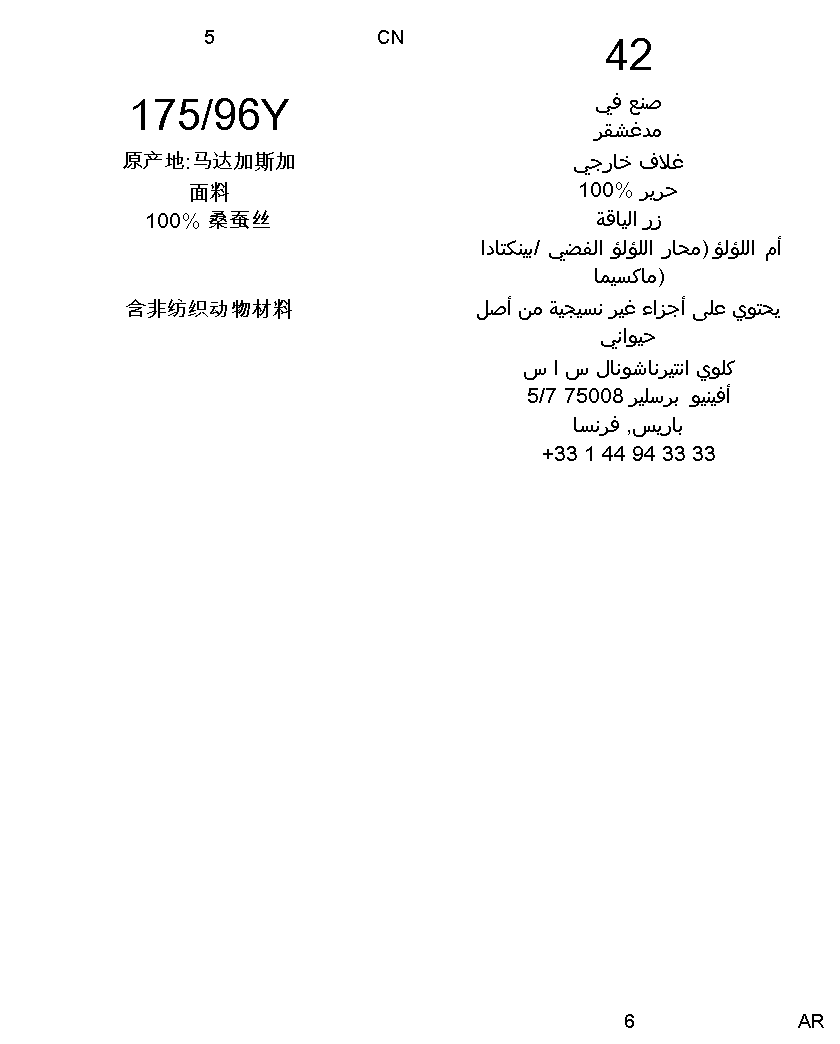 5
CN
175/96Y
原产地:马达加斯加
面料
100% 桑蚕丝
含非纺织动物材料
42
صنع في
مدغشقر
غلاف خارجي
100% حرير
زر الياقة
أم اللؤلؤ (محار اللؤلؤ الفضي /بينكتادا
ماكسيما)
يحتوي على أجزاء غير نسيجية من أصل
حيواني
كلوي انتيرناشونال س ا س
5/7 أفينيو برسلير 75008
باريس, فرنسا
+33 1 44 94 33 33
6
AR